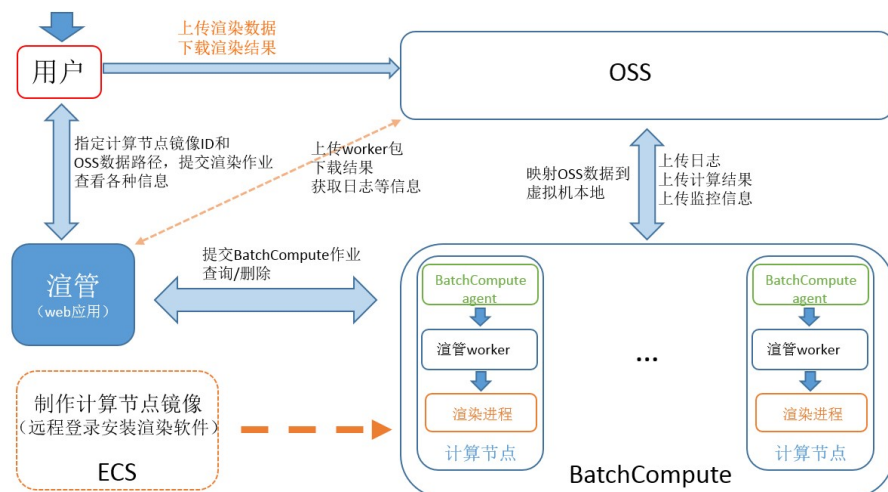 上传渲染数据
下载渲染结果
用户
OSS
指定计算节点镜像ID和
OSS数据路径，提交渲染作业
查看各种信息
上传worker包
下载结果
获取日志等信息
映射OSS数据到
虚拟机本地
上传日志
上传计算结果
上传监控信息
渲管
（web应用）
提交BatchCompute作业
查询/删除
BatchCompute
agent
渲管worker
渲染进程
计算节点
...
BatchCompute
agent
渲管worker
渲染进程
计算节点
BatchCompute
制作计算节点镜像
（远程登录安装渲染软件）
ECS